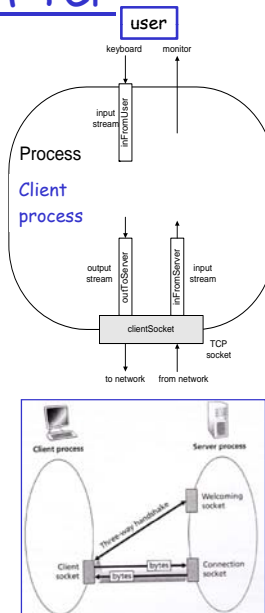 user
keyboard
monitor
input
stream
inFromUser
Process
Client
process
output
stream
outToServer
inFromServer
input
stream
clientSocket
TCP
socket
to network
from network
Client process
Server process
Three-way handshake
Welcoming
socket
Client
socket
bytes
bytes
Connection
socket